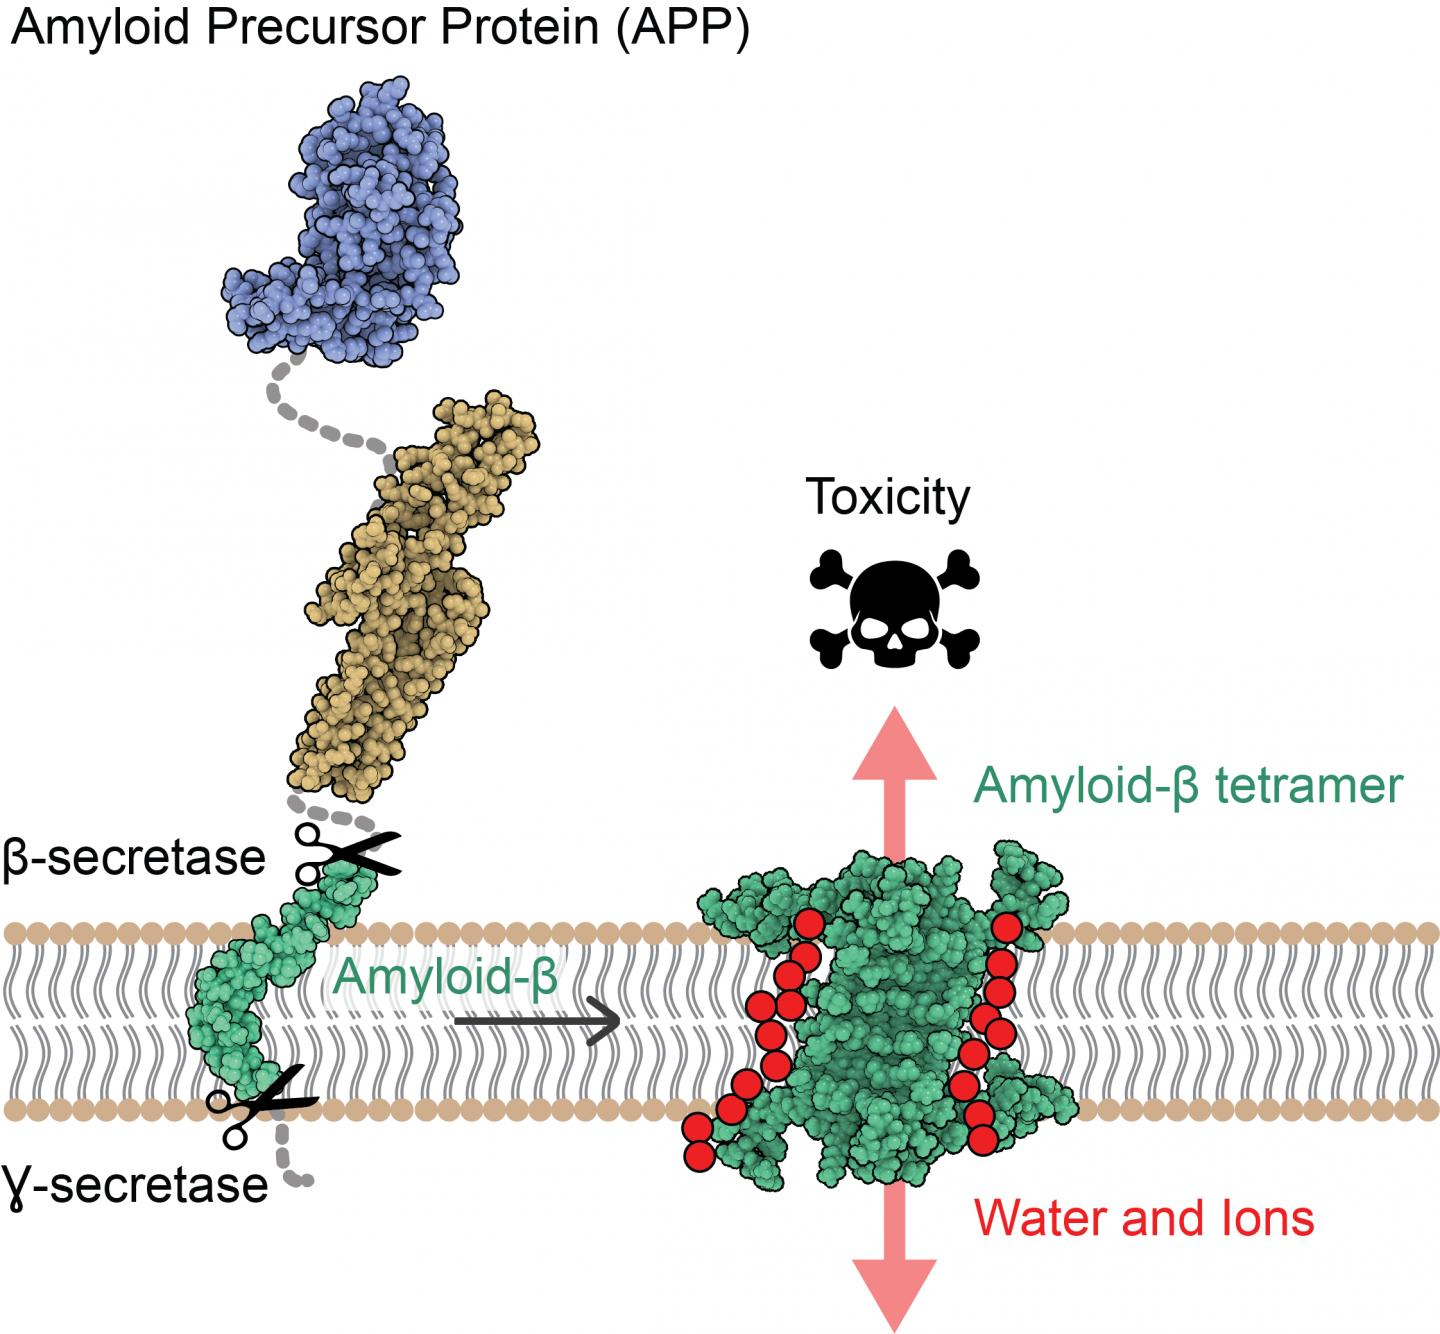 Amyloid Precursor Protein (APP)
Toxicity
Amyloid-β tetramer
β-secretase
Amyloid-β
Ɣ-secretase
Water and Ions